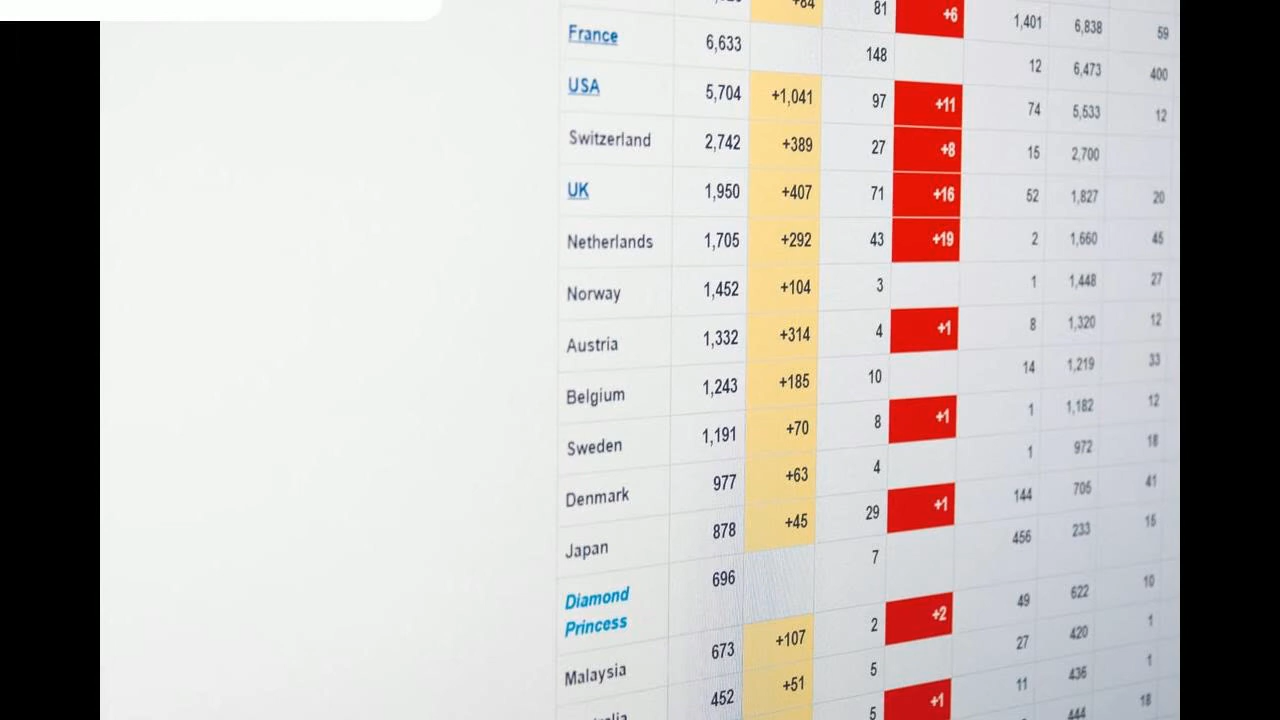 +84 81 +6 1,401 6,838 59
France 6,633 148 12 6,473 400
USA 5,704 +1,041 97 +11 74 5,533 12
Switzerland 2,742 +389 27 +8 15 2,700
UK 1,950 +407 71 +16 52 1,827 20
Netherlands 1,705 +292 43 +19 2 1,660 45
Norway 1,452 +104 3 1 1,448 27
Austria 1,332 +314 4 +1 8 1,320 12
Belgium 1,243 +185 10 14 1,219 33
Sweden 1,191 +70 8 +1 1 1,182 12
Denmark 977 +63 4 1 972 18
Japan 878 +45 29 +1 144 705 41
Diamond 696 7 456 233 15
Princess
Malaysia 673 +107 2 +2 49 622 10
452 +51 5 27 420 1
5 +1 11 436 1
444 18